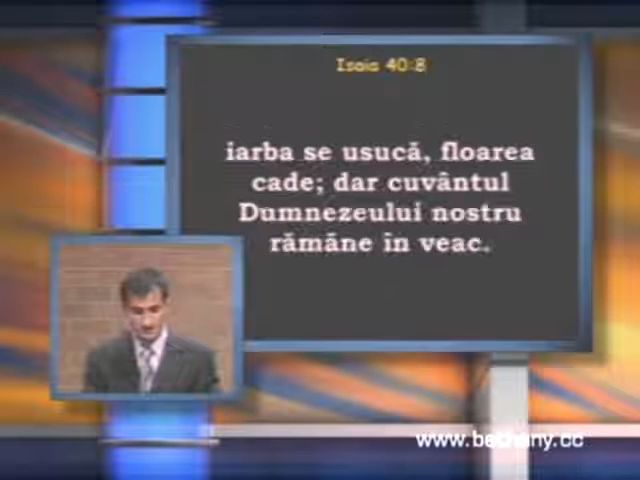 Isaia 40:8
iarba se usucă, floarea
cade; dar cuvântul
Dumnezeului nostru
rămâne în veac.
www.bethany.cc